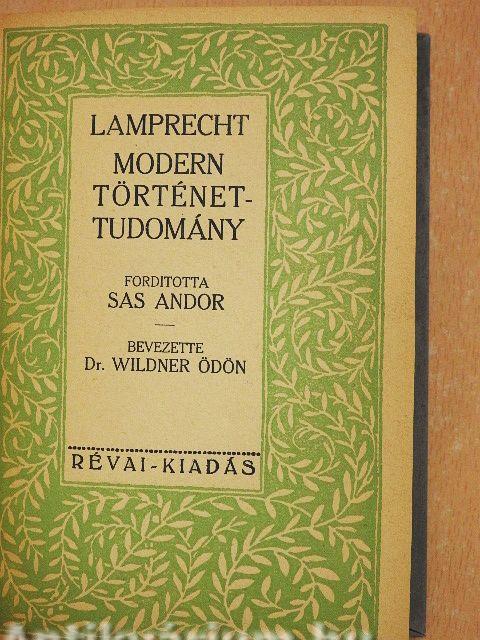 LAMPRECHT
MODERN
TÖRTÉNET-
TUDOMÁNY
FORDITOTTA
SAS ANDOR
BEVEZETTE
Dr. WILDNER ÖDÖN
RÉVAI-KIADÁS